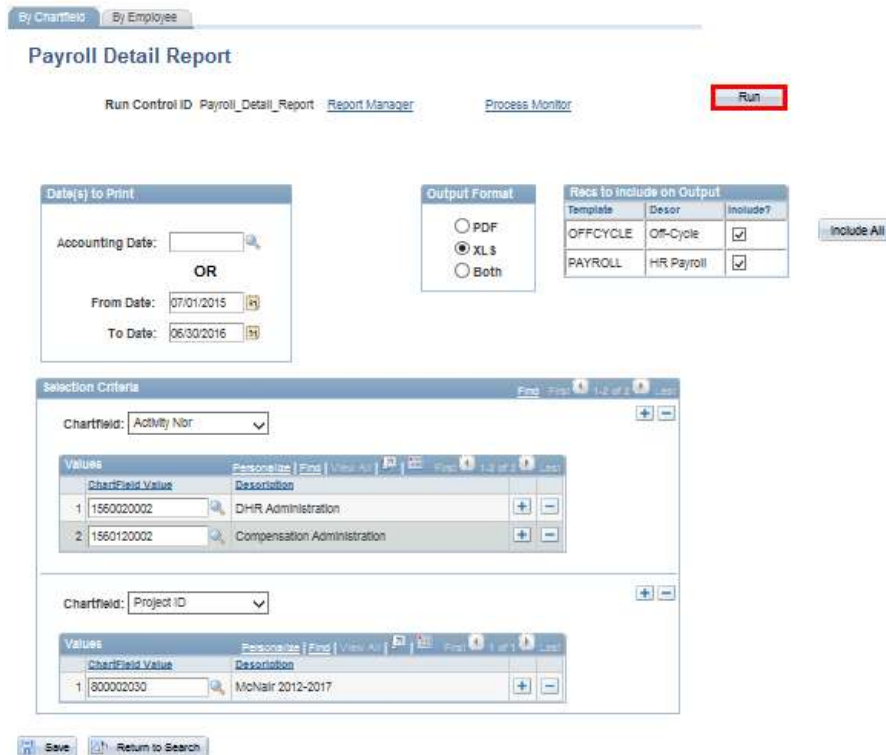 By Chartfield By Employee
Payroll Detail Report
Run Control ID Payroll_Detail_Report Report Manager Process Monitor Run
Date(s) to Print
Accounting Date:
OR
From Date: 07/01/2015
To Date: 06/30/2016
Output Format
PDF
XLS
Both
Recs to Include on Output
Template Descr Include?
OFFCYCLE Off-Cycle
PAYROLL HR Payroll
Include All
Selection Criteria Find First 1-2 of 2 Last
Chartfield: Activity Nbr
Values Personalize | Find | View All | First 1-2 of 2 Last
ChartField Value Description
1 1560020002 DHR Administration
2 1560120002 Compensation Administration
Chartfield: Project ID
Values Personalize | Find | View All | First 1 of 1 Last
ChartField Value Description
1 800002030 McNair 2012-2017
Save Return to Search